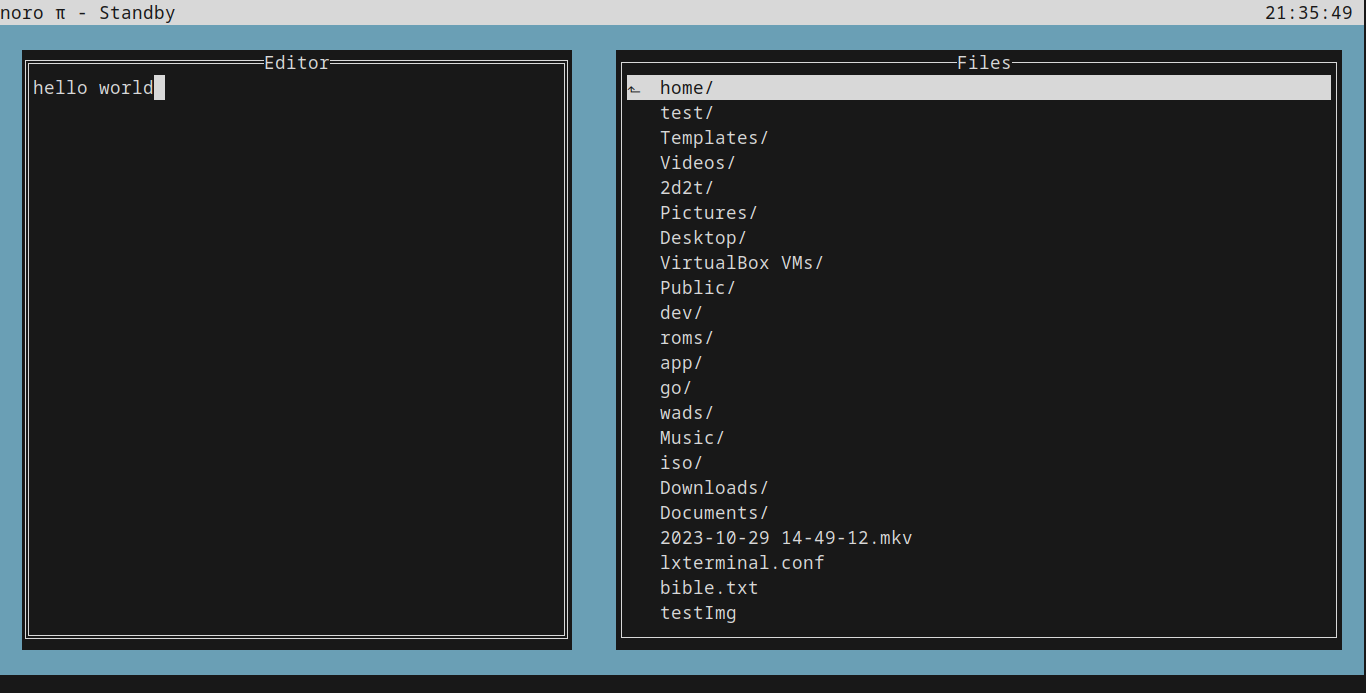 noro π - Standby 21:35:49
Editor
hello world
Files
home/
test/
Templates/
Videos/
2d2t/
Pictures/
Desktop/
VirtualBox VMs/
Public/
dev/
roms/
app/
go/
wads/
Music/
iso/
Downloads/
Documents/
2023-10-29 14-49-12.mkv
lxterminal.conf
bible.txt
testImg